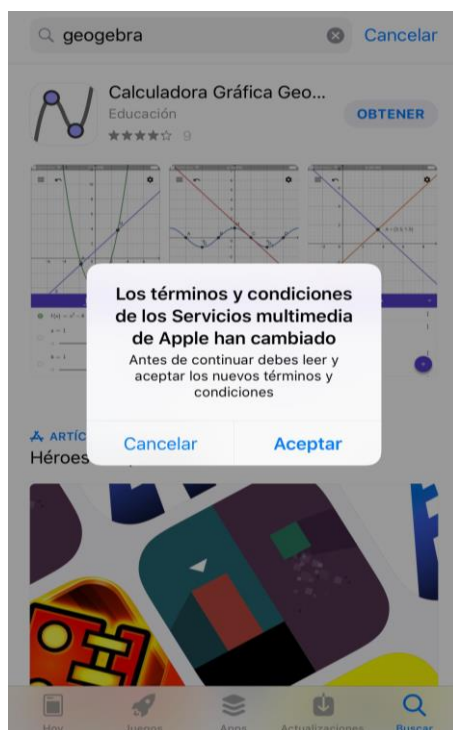 geogebra
Cancelar
Calculadora Gráfica Geo...
Educación
OBTENER
9
Los términos y condiciones
de los Servicios multimedia
de Apple han cambiado
Antes de continuar debes leer y
aceptar los nuevos términos y
condiciones
Cancelar
Aceptar
ARTÍC
Héroes
Hoy
Juegos
Apps
Actualizaciones
Buscar